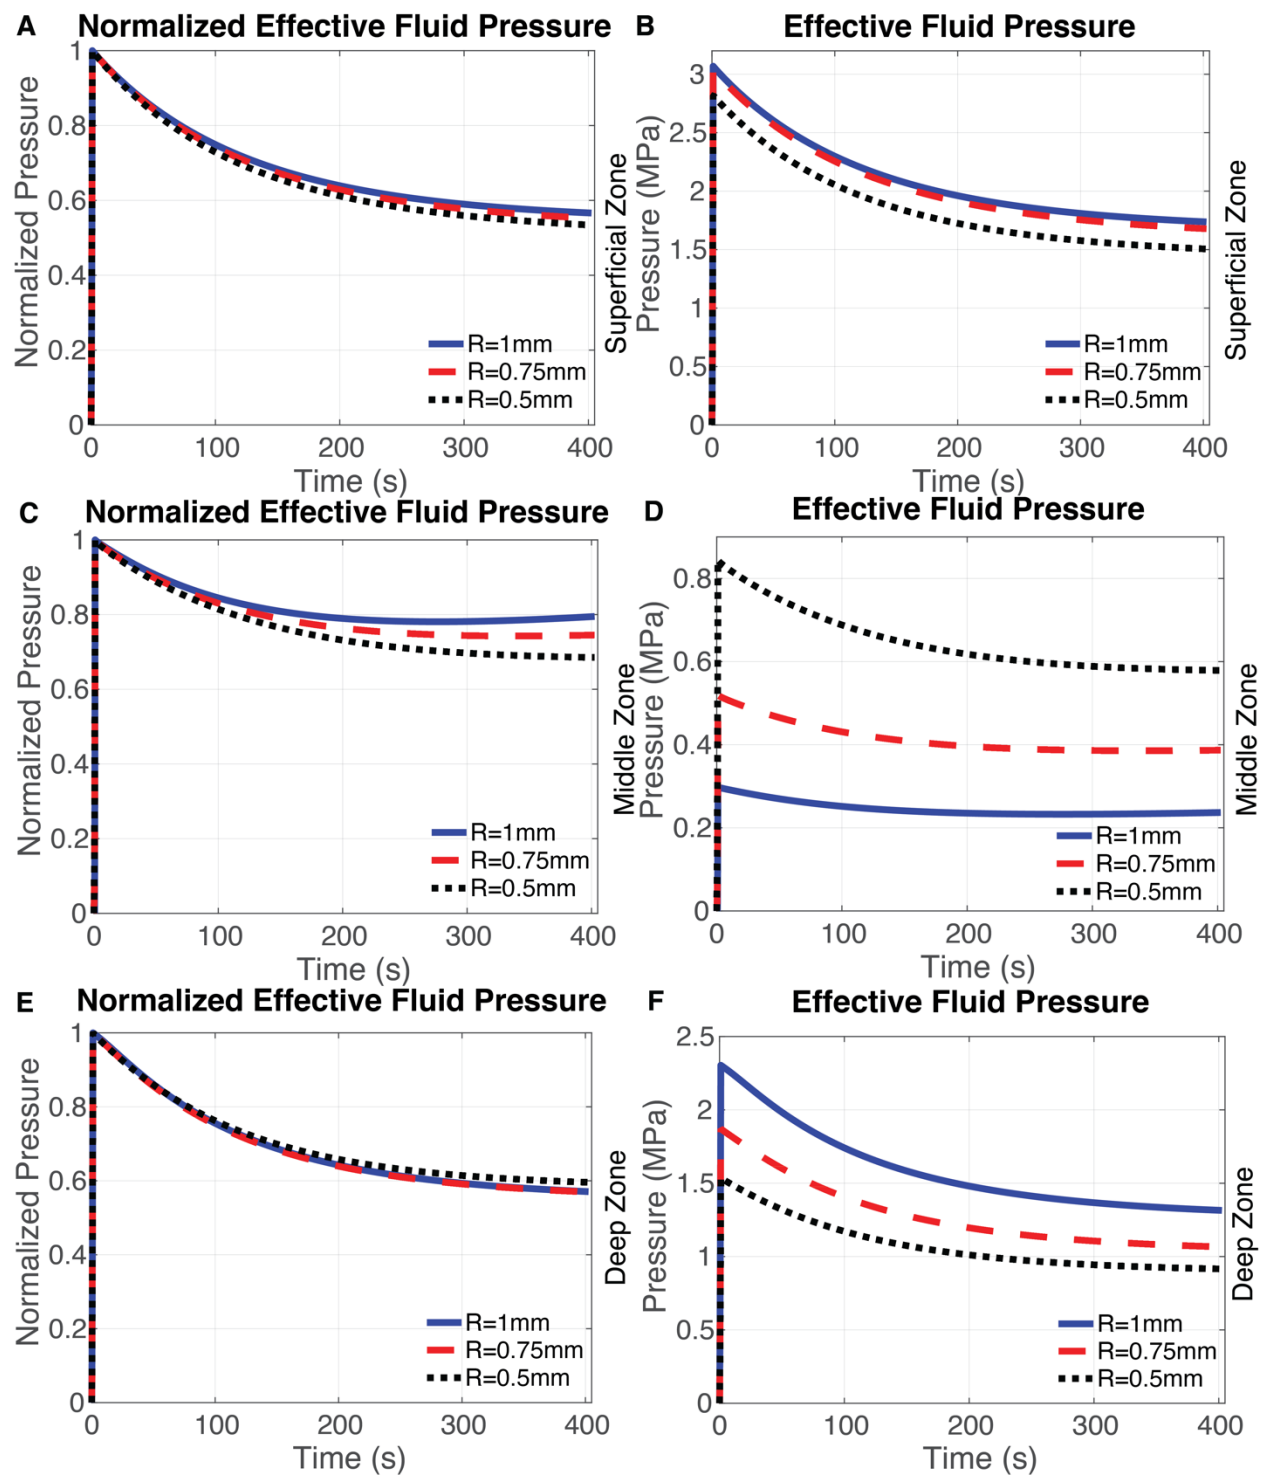 A Normalized Effective Fluid Pressure
1
0.8
0.6
0.4
0.2
0
Normalized Pressure
0 100 200 300 400
Time (s)
R=1mm
R=0.75mm
R=0.5mm
Superficial Zone
B Effective Fluid Pressure
3
2.5
2
1.5
1
0.5
0
Pressure (MPa)
0 100 200 300 400
Time (s)
R=1mm
R=0.75mm
R=0.5mm
Superficial Zone
C Normalized Effective Fluid Pressure
1
0.8
0.6
0.4
0.2
0
Normalized Pressure
0 100 200 300 400
Time (s)
R=1mm
R=0.75mm
R=0.5mm
Middle Zone
D Effective Fluid Pressure
0.8
0.6
0.4
0.2
0
Pressure (MPa)
0 100 200 300 400
Time (s)
R=1mm
R=0.75mm
R=0.5mm
Middle Zone
E Normalized Effective Fluid Pressure
1
0.8
0.6
0.4
0.2
0
Normalized Pressure
0 100 200 300 400
Time (s)
R=1mm
R=0.75mm
R=0.5mm
Deep Zone
F Effective Fluid Pressure
2.5
2
1.5
1
0.5
0
Pressure (MPa)
0 100 200 300 400
Time (s)
R=1mm
R=0.75mm
R=0.5mm
Deep Zone